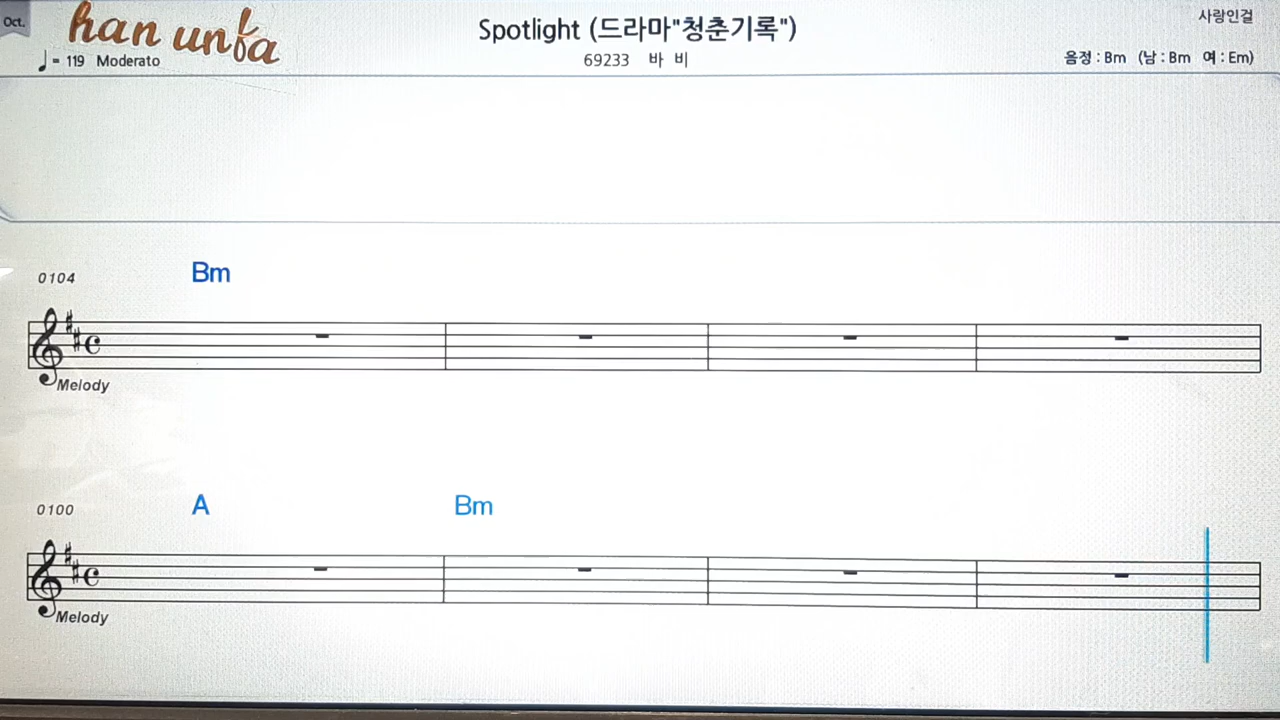 Oct.
han unfa
Spotlight (드라마"청춘기록")
사랑인걸
♩= 119 Moderato
69233 바 비
음정 : Bm (남 : Bm 여 : Em)
0104
Bm
Melody
0100
A Bm
Melody